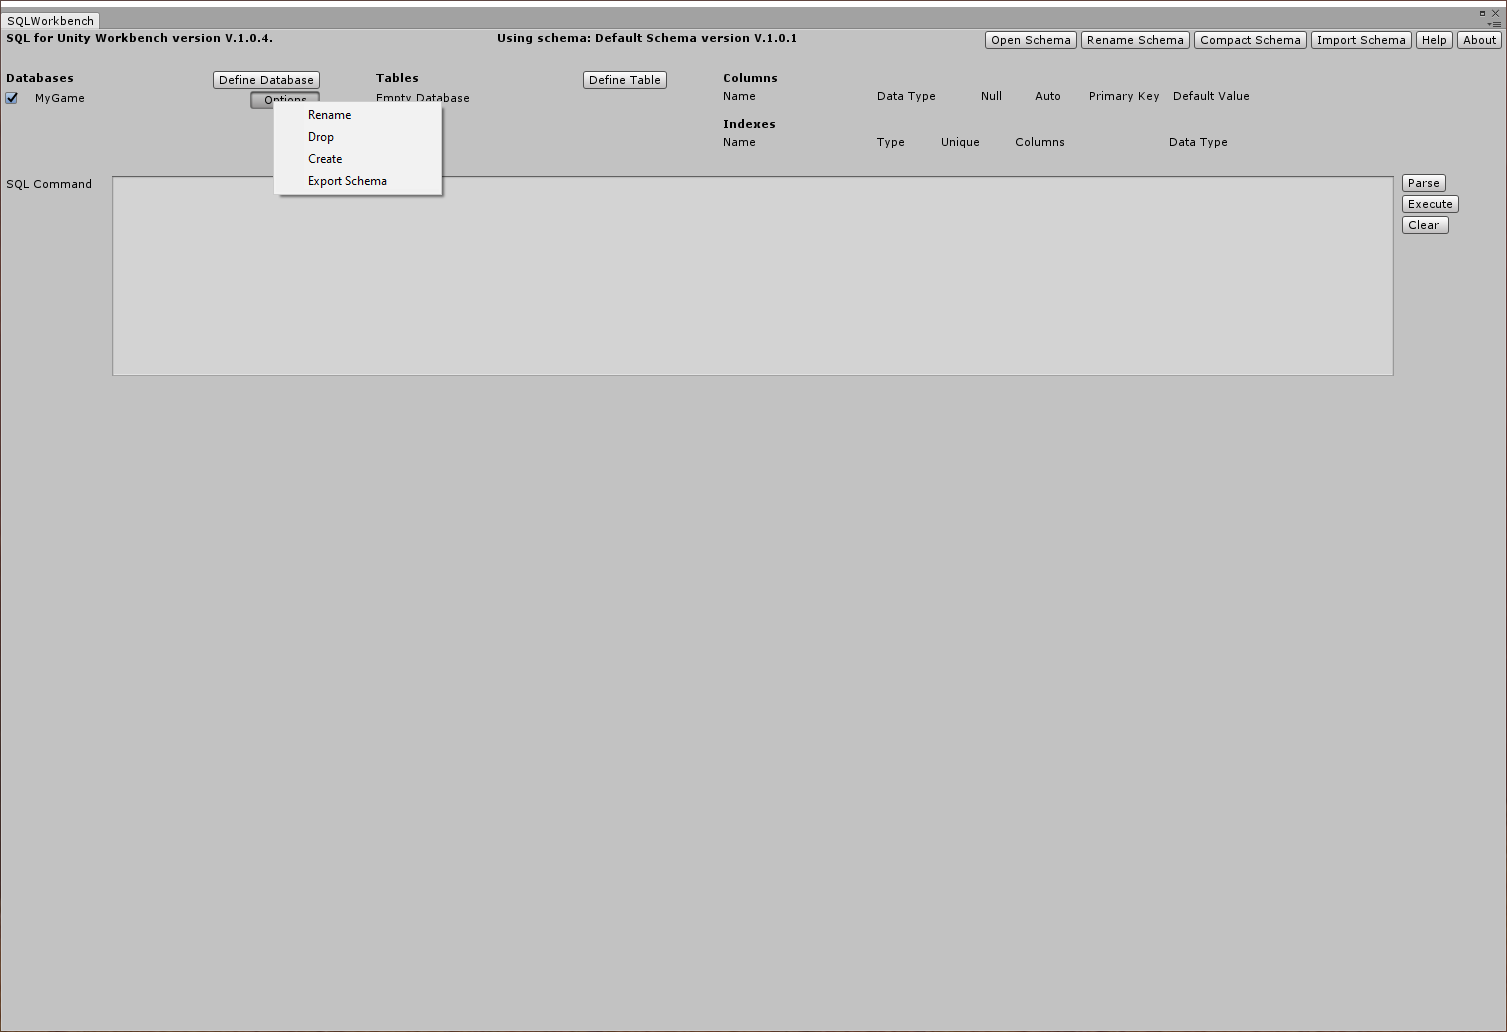 SQLWorkbench
SQL for Unity Workbench version V.1.0.4.
Using schema: Default Schema version V.1.0.1
Open Schema
Rename Schema
Compact Schema
Import Schema
Help
About
Databases
Define Database
Tables
Define Table
Columns
MyGame
Options
Empty Database
Name
Data Type
Null
Auto
Primary Key
Default Value
Rename
Drop
Create
Export Schema
Indexes
Name
Type
Unique
Columns
Data Type
SQL Command
Parse
Execute
Clear